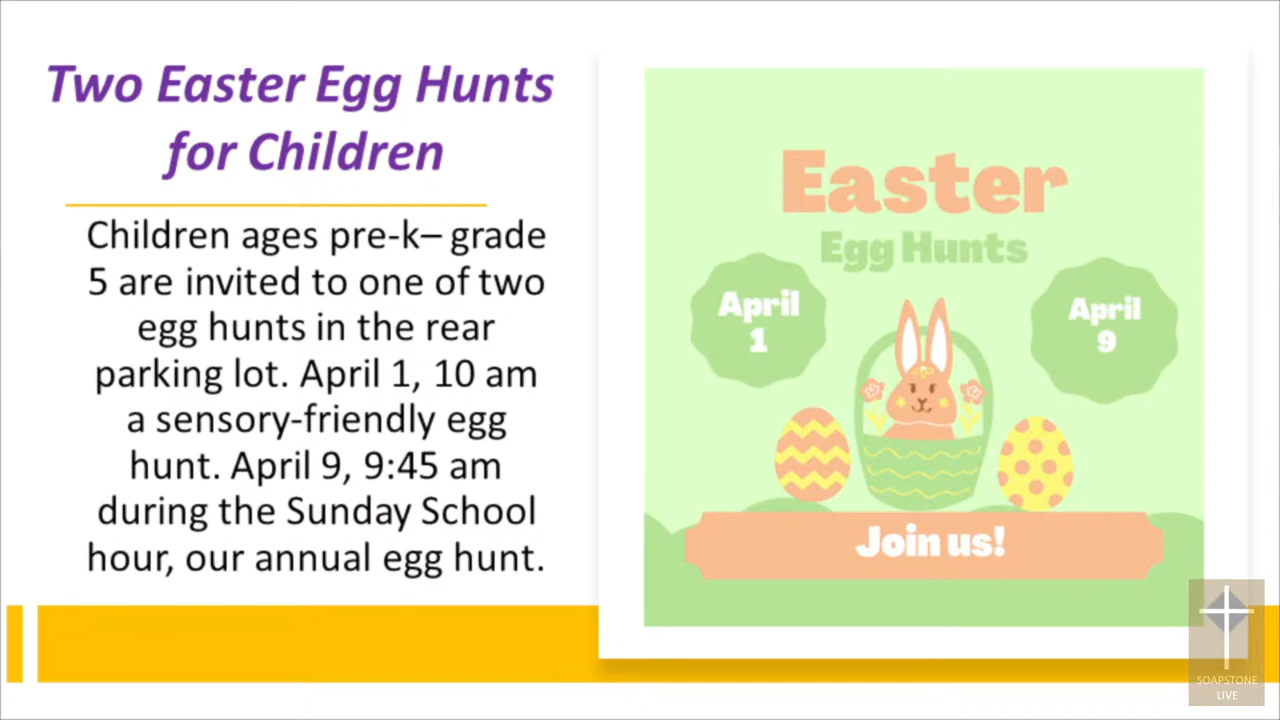 Two Easter Egg Hunts
for Children
Children ages pre-k– grade
5 are invited to one of two
egg hunts in the rear
parking lot. April 1, 10 am
a sensory-friendly egg
hunt. April 9, 9:45 am
during the Sunday School
hour, our annual egg hunt.
Easter
Egg Hunts
April
1
April
9
Join us!
SOAPSTONE
LIVE